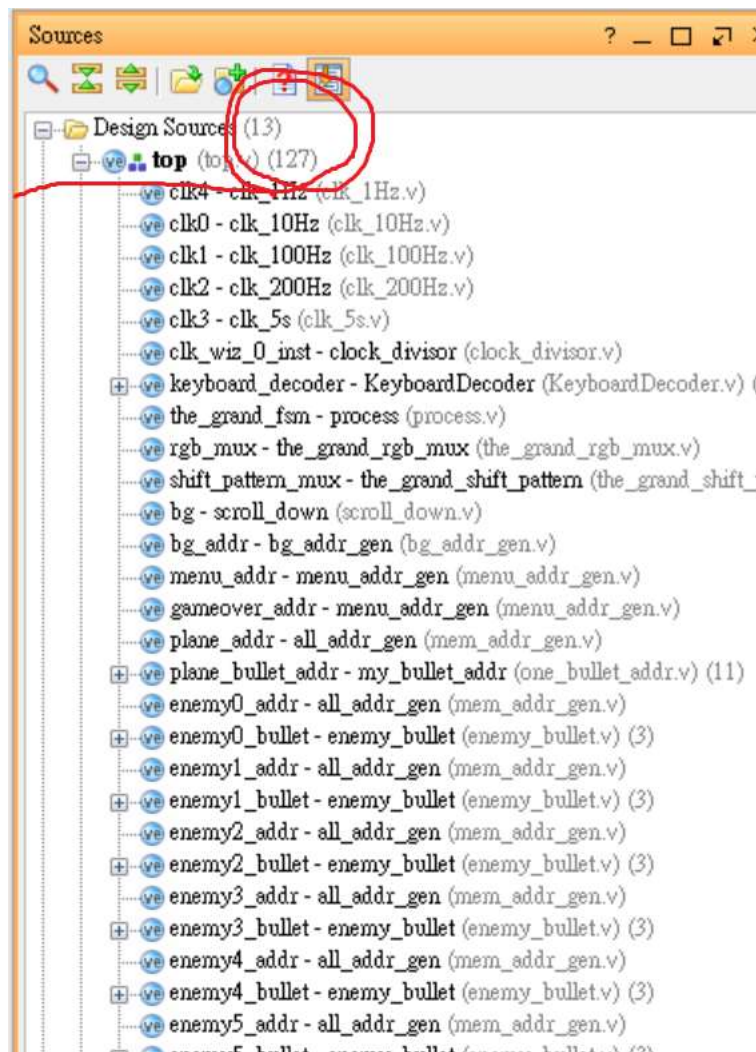 Sources
Design Sources (13)
top (top.v) (127)
clk4 - clk_1Hz (clk_1Hz.v)
clk0 - clk_10Hz (clk_10Hz.v)
clk1 - clk_100Hz (clk_100Hz.v)
clk2 - clk_200Hz (clk_200Hz.v)
clk3 - clk_5s (clk_5s.v)
clk_wiz_0_inst - clock_divisor (clock_divisor.v)
keyboard_decoder - KeyboardDecoder (KeyboardDecoder.v) (
the_grand_fsm - process (process.v)
rgb_mux - the_grand_rgb_mux (the_grand_rgb_mux.v)
shift_pattern_mux - the_grand_shift_pattern (the_grand_shift_
bg - scroll_down (scroll_down.v)
bg_addr - bg_addr_gen (bg_addr_gen.v)
menu_addr - menu_addr_gen (menu_addr_gen.v)
gameover_addr - menu_addr_gen (menu_addr_gen.v)
plane_addr - all_addr_gen (mem_addr_gen.v)
plane_bullet_addr - my_bullet_addr (one_bullet_addr.v) (11)
enemy0_addr - all_addr_gen (mem_addr_gen.v)
enemy0_bullet - enemy_bullet (enemy_bullet.v) (3)
enemy1_addr - all_addr_gen (mem_addr_gen.v)
enemy1_bullet - enemy_bullet (enemy_bullet.v) (3)
enemy2_addr - all_addr_gen (mem_addr_gen.v)
enemy2_bullet - enemy_bullet (enemy_bullet.v) (3)
enemy3_addr - all_addr_gen (mem_addr_gen.v)
enemy3_bullet - enemy_bullet (enemy_bullet.v) (3)
enemy4_addr - all_addr_gen (mem_addr_gen.v)
enemy4_bullet - enemy_bullet (enemy_bullet.v) (3)
enemy5_addr - all_addr_gen (mem_addr_gen.v)